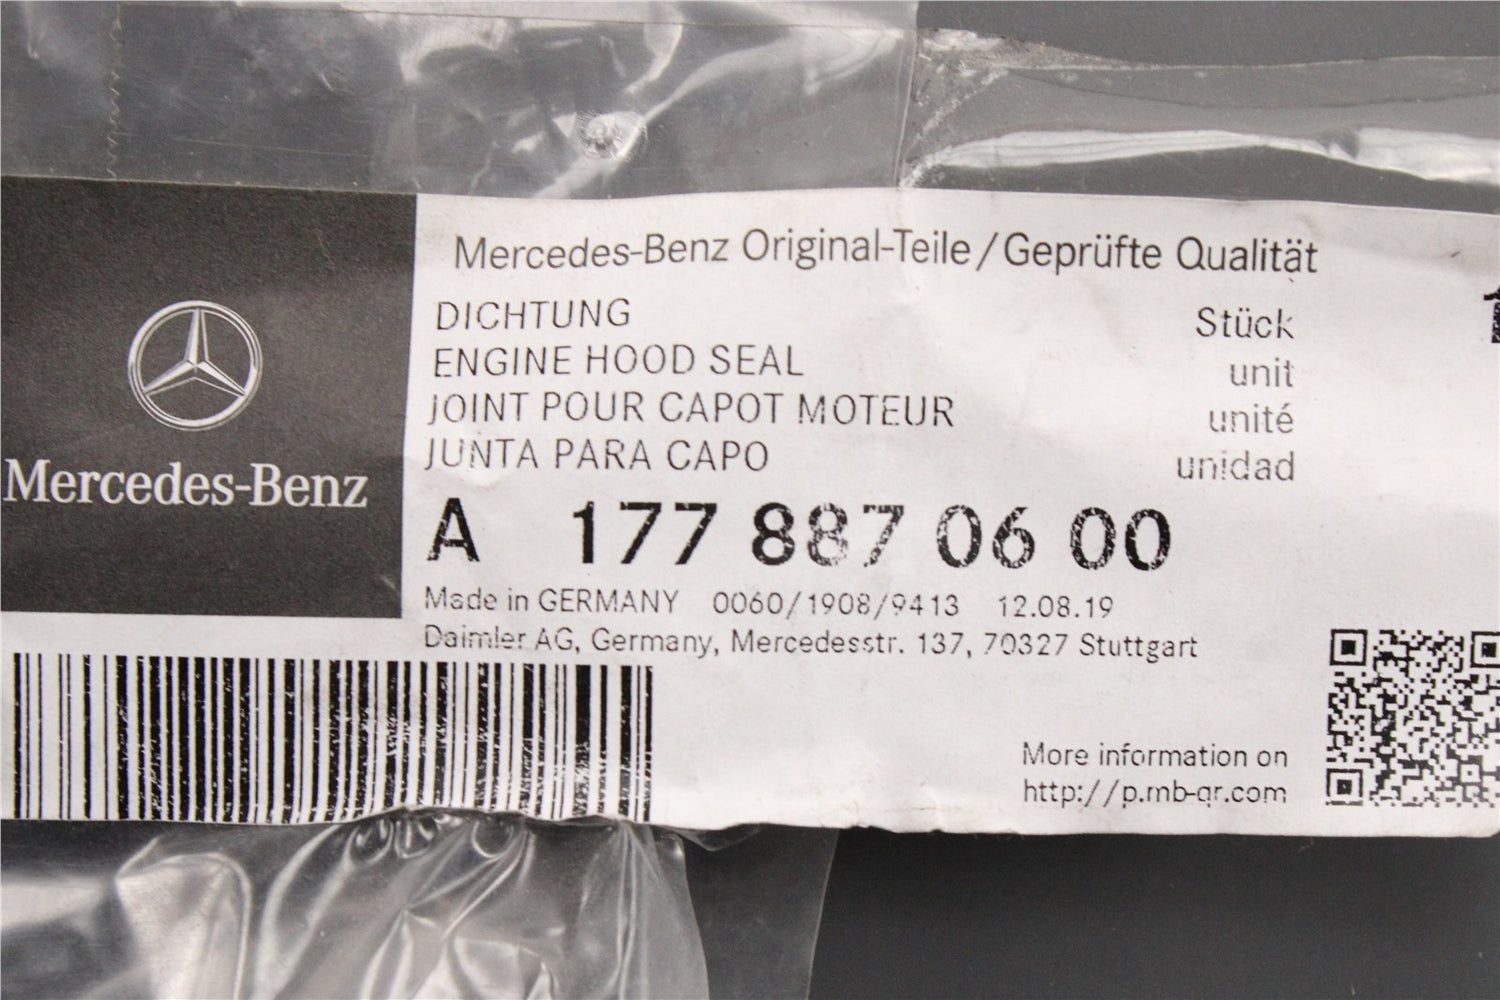 Mercedes-Benz Original-Teile/Geprüfte Qualität
DICHTUNG Stück
ENGINE HOOD SEAL unit
JOINT POUR CAPOT MOTEUR unité
JUNTA PARA CAPO unidad
Mercedes-Benz
A 177 887 06 00
Made in GERMANY 0060/1908/9413 12.08.19
Daimler AG, Germany, Mercedesstr. 137, 70327 Stuttgart
More information on
http://p.mb-qr.com